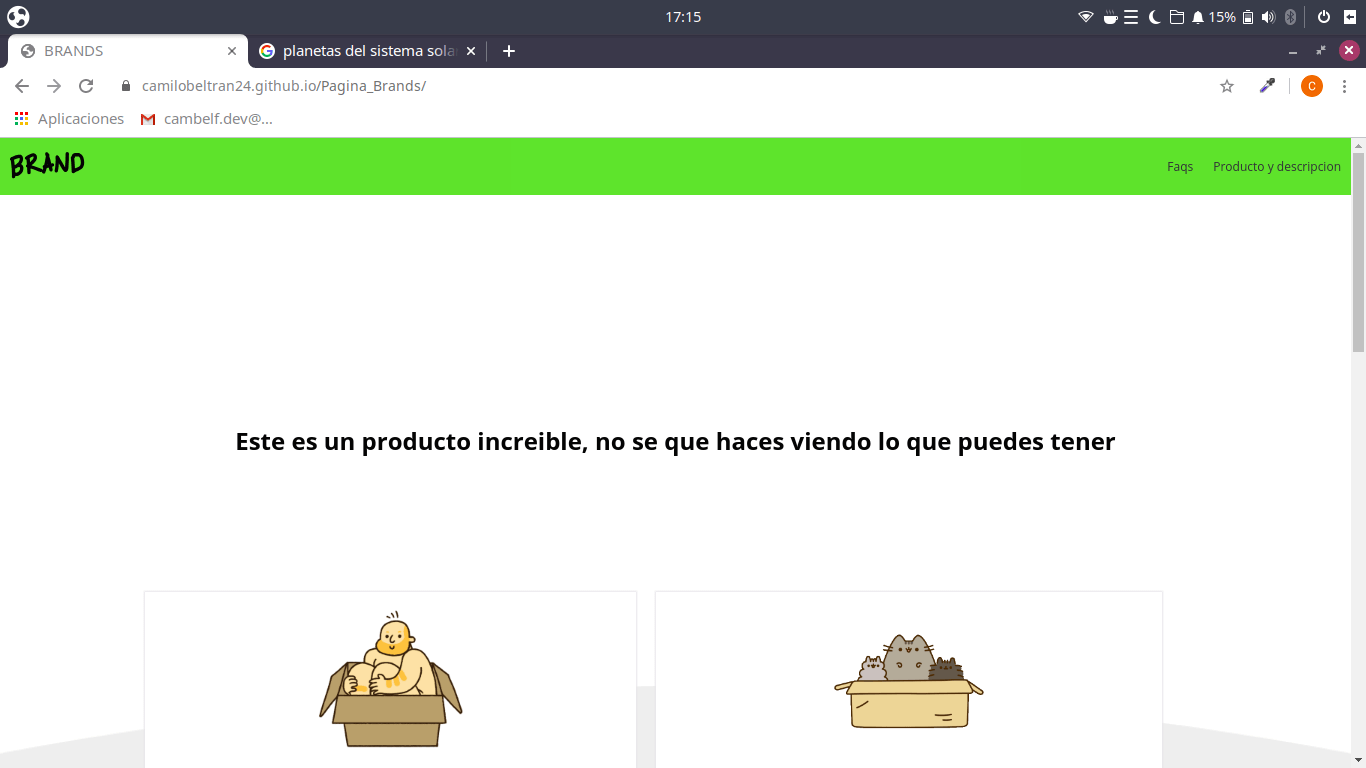 17:15
15%
BRANDS
planetas del sistema sola
camilobeltran24.github.io/Pagina_Brands/
C
Aplicaciones
cambelf.dev@...
BRAND
Faqs
Producto y descripcion
Este es un producto increible, no se que haces viendo lo que puedes tener